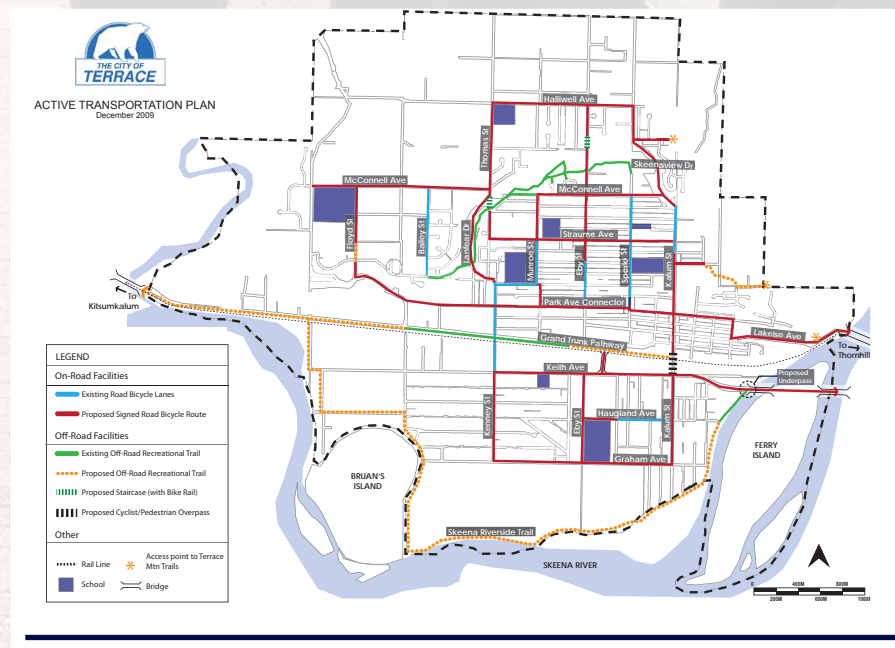 THE CITY OF
TERRACE
ACTIVE TRANSPORTATION PLAN
December 2009
Halliwell Ave
Thomas St
Skeenaview Dr
McConnell Ave
McConnell Ave
Floyd St
Bailey St
Lanfear Dr
Straume Ave
Munroe St
Eby St
Sparks St
Kalum St
To
Kitsumkalum
Park Ave Connector
Lakelse Ave
To
Thornhill
Grand Trunk Pathway
Keith Ave
Proposed
Underpass
Kenney St
Eby St
Haugland Ave
Kalum St
Graham Ave
FERRY
ISLAND
BRUAN'S
ISLAND
Skeena Riverside Trail
SKEENA RIVER
LEGEND
On-Road Facilities
Existing Road Bicycle Lanes
Proposed Signed Road Bicycle Route
Off-Road Facilities
Existing Off-Road Recreational Trail
Proposed Off-Road Recreational Trail
Proposed Staircase (with Bike Rail)
Proposed Cyclist/Pedestrian Overpass
Other
Rail Line
Access point to Terrace
Mtn Trails
School
Bridge
0 400M 800M
200M 600M 1000M